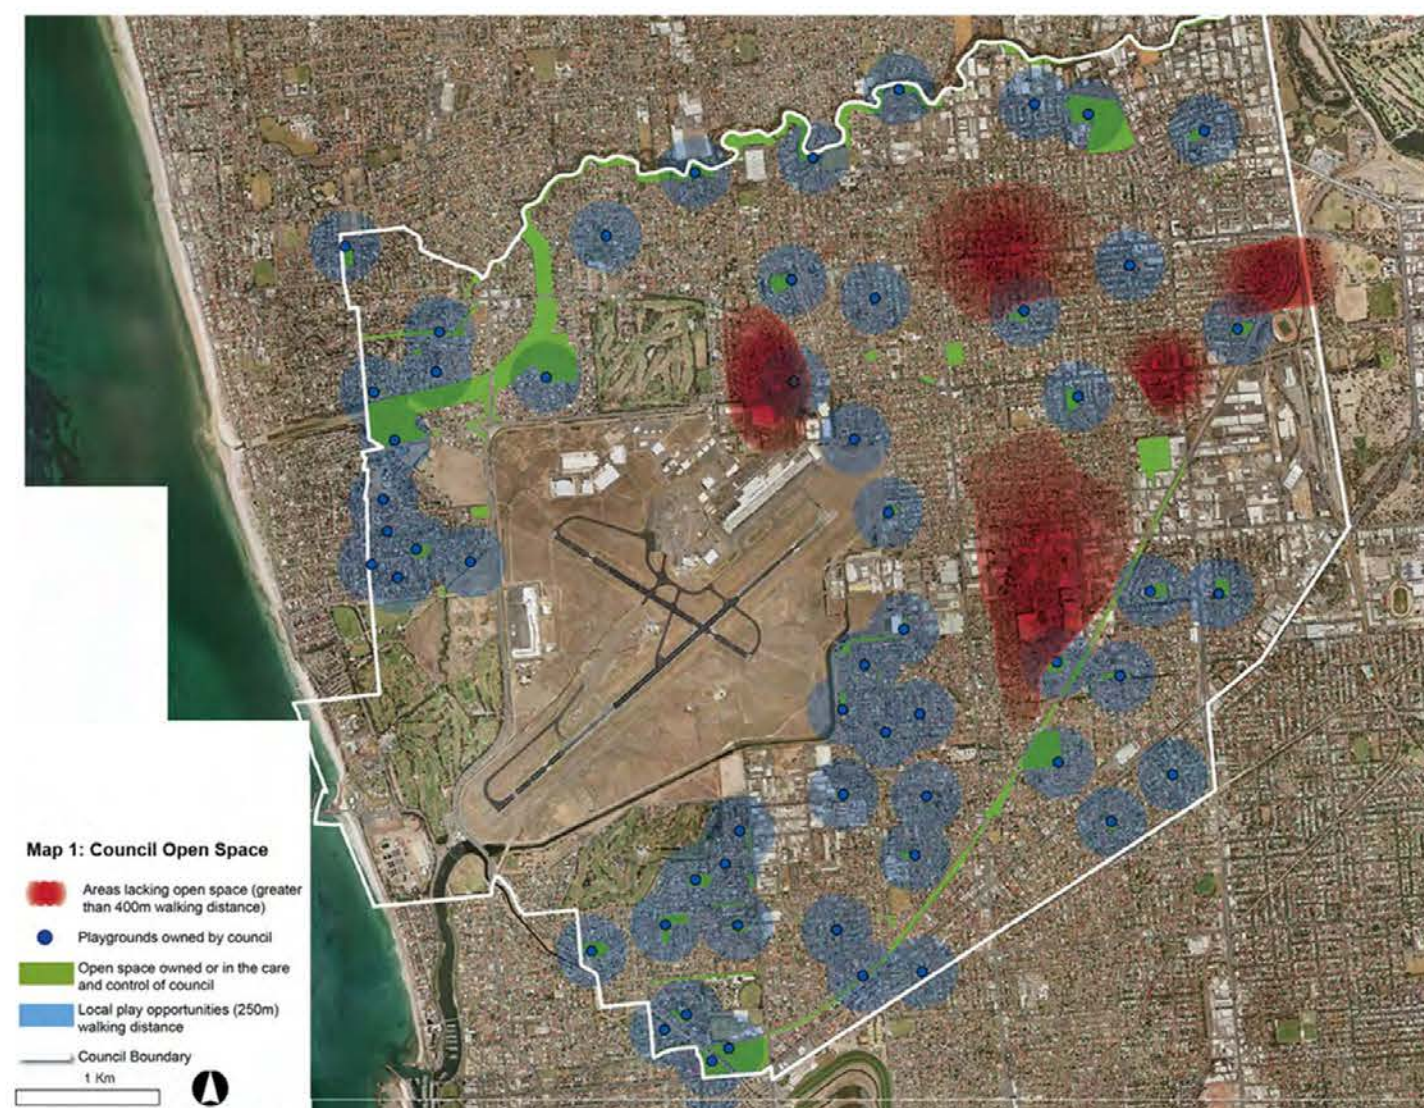 Map 1: Council Open Space
Areas lacking open space (greater
than 400m walking distance)
Playgrounds owned by council
Open space owned or in the care
and control of council
Local play opportunities (250m)
walking distance
Council Boundary
1 Km